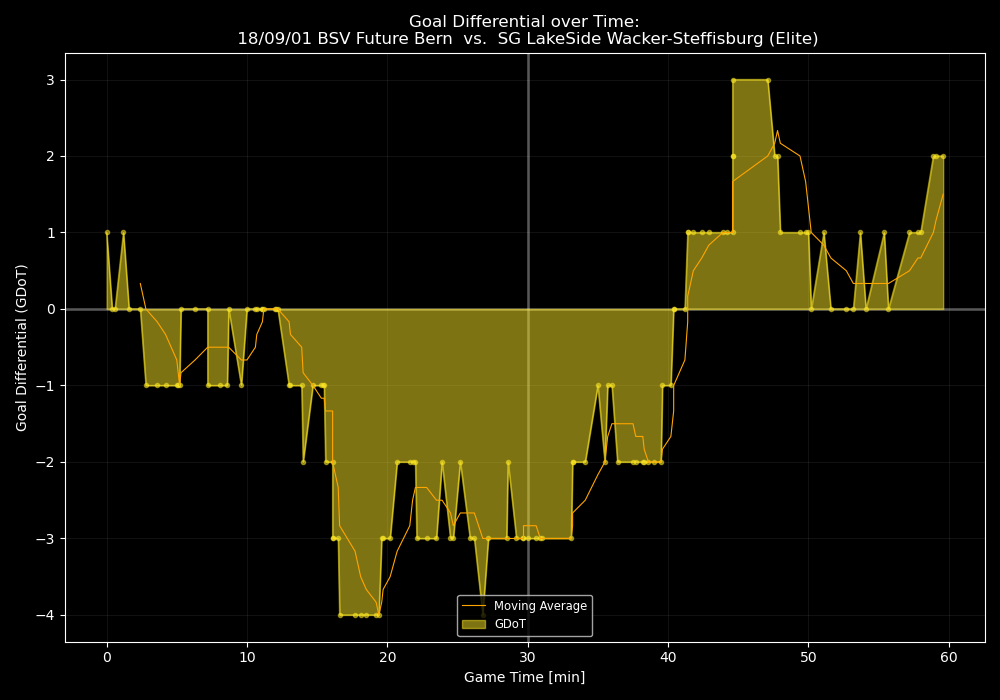 Goal Differential over Time:
18/09/01 BSV Future Bern  vs.  SG LakeSide Wacker-Steffisburg (Elite)
Goal Differential (GDoT)
3
2
1
0
−1
−2
−3
−4
Moving Average
GDoT
0 10 20 30 40 50 60
Game Time [min]